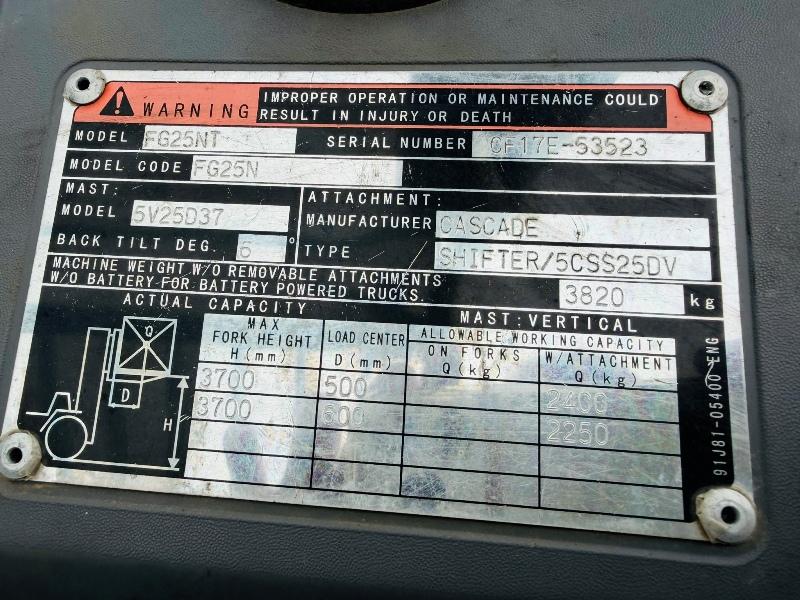 WARNING IMPROPER OPERATION OR MAINTENANCE COULD
RESULT IN INJURY OR DEATH
MODEL FG25NT SERIAL NUMBER CF17E-53523
MODEL CODE FG25N
MAST:
MODEL 5V25D37
BACK TILT DEG. 6 °
ATTACHMENT:
MANUFACTURER CASCADE
TYPE SHIFTER/5CSS25DV
MACHINE WEIGHT W/O REMOVABLE ATTACHMENTS
W/O BATTERY FOR BATTERY POWERED TRUCKS. 3820 kg
ACTUAL CAPACITY MAST:VERTICAL
MAX
FORK HEIGHT
H (mm)
LOAD CENTER
D (mm)
ALLOWABLE WORKING CAPACITY
ON FORKS
Q (kg)
W/ATTACHMENT
Q (kg)
3700 500 2400
3700 600 2250
Q
D
H
91J81-05400 ENG